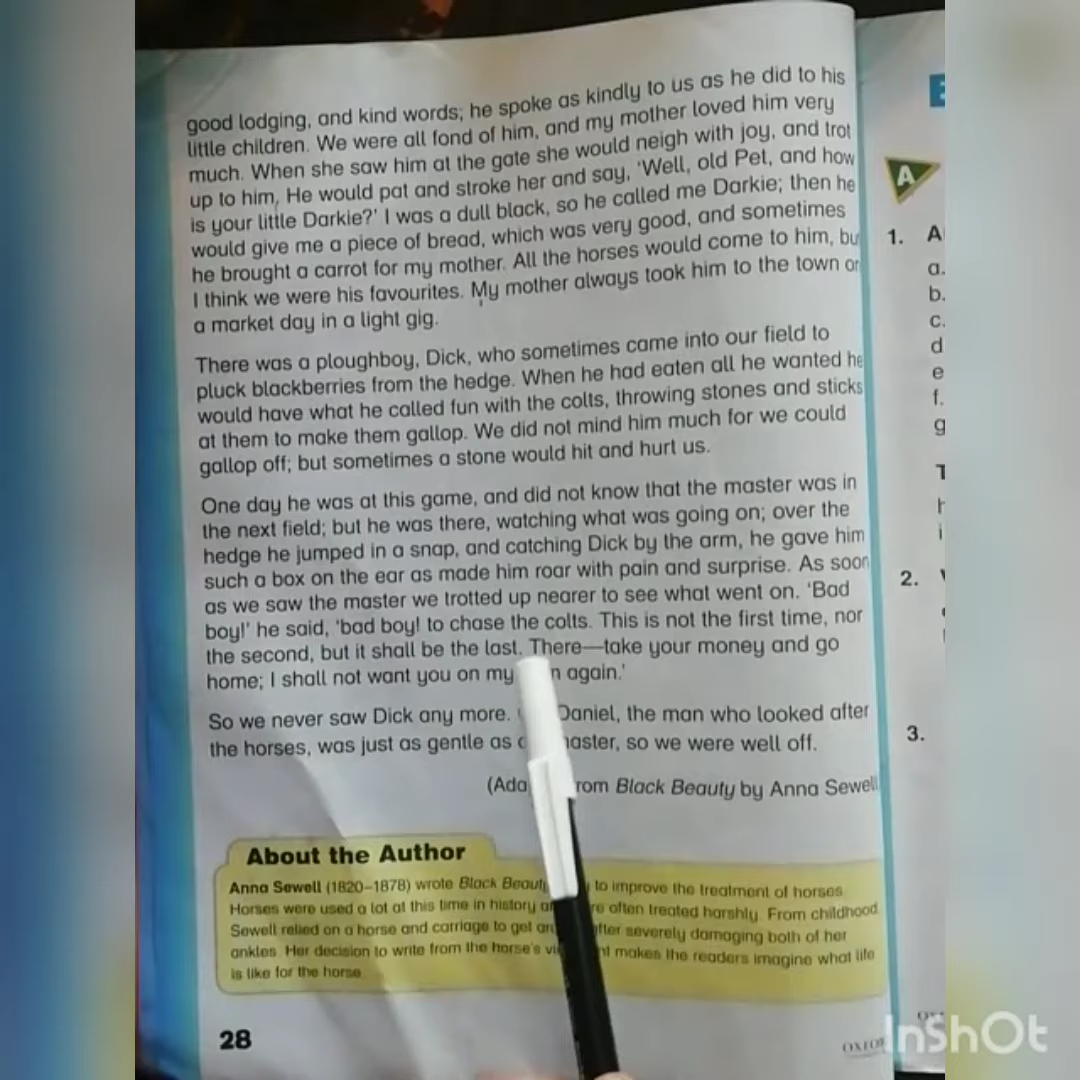 good lodging, and kind words; he spoke as kindly to us as he did to his
little children. We were all fond of him, and my mother loved him very
much. When she saw him at the gate she would neigh with joy, and trot
up to him. He would pat and stroke her and say, 'Well, old Pet, and how
is your little Darkie?' I was a dull black, so he called me Darkie; then he
would give me a piece of bread, which was very good, and sometimes
he brought a carrot for my mother. All the horses would come to him, bu
I think we were his favourites. My mother always took him to the town or
a market day in a light gig.
There was a ploughboy, Dick, who sometimes came into our field to
pluck blackberries from the hedge. When he had eaten all he wanted he
would have what he called fun with the colts, throwing stones and sticks
at them to make them gallop. We did not mind him much for we could
gallop off; but sometimes a stone would hit and hurt us.
One day he was at this game, and did not know that the master was in
the next field; but he was there, watching what was going on; over the
hedge he jumped in a snap, and catching Dick by the arm, he gave him
such a box on the ear as made him roar with pain and surprise. As soon
as we saw the master we trotted up nearer to see what went on. 'Bad
boy!' he said, 'bad boy! to chase the colts. This is not the first time, nor
the second, but it shall be the last. There—take your money and go
home; I shall not want you on my again.'
So we never saw Dick any more. Daniel, the man who looked after
the horses, was just as gentle as master, so we were well off.
(Ada rom Black Beauty by Anna Sewell
About the Author
Anna Sewell (1820–1878) wrote Black Beaut to improve the treatment of horses.
Horses were used a lot at this time in history often treated harshly. From childhood
Sewell relied on a horse and carriage to get after severely damaging both of her
ankles. Her decision to write from the horse's makes the readers imagine what life
is like for the horse.
28
A
1. A
a.
b.
c.
d
e
f.
g
2.
3.
InShOt